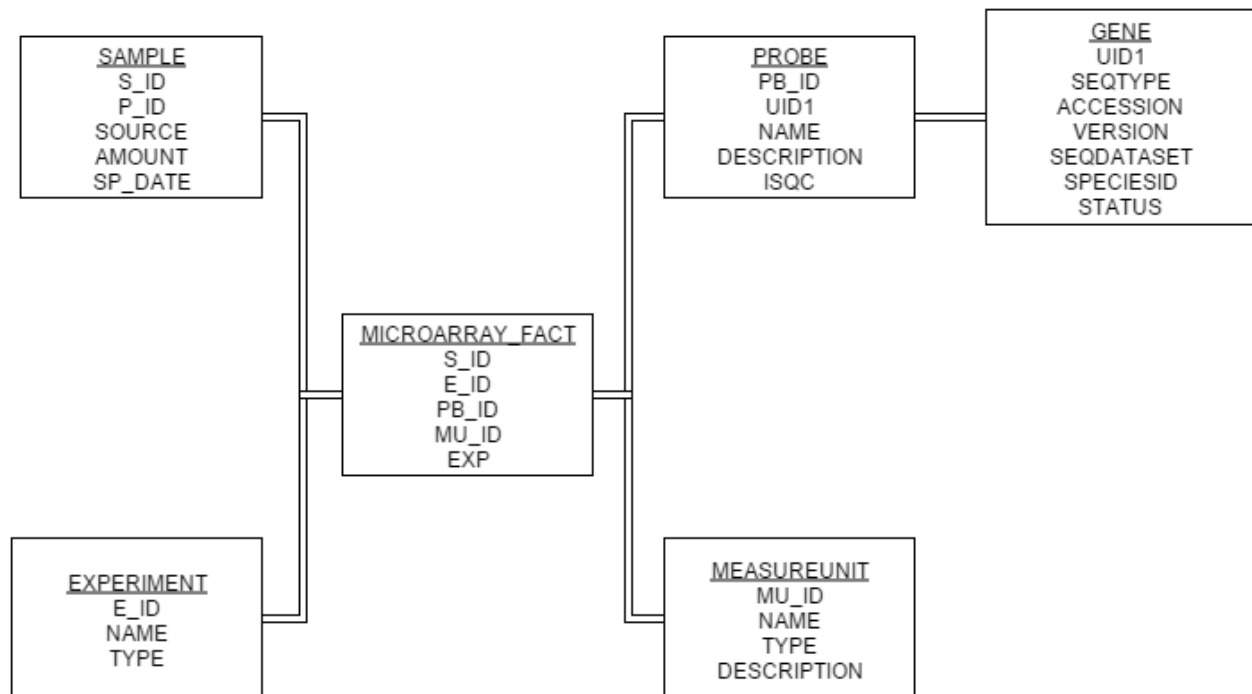 SAMPLE
S_ID
P_ID
SOURCE
AMOUNT
SP_DATE
PROBE
PB_ID
UID1
NAME
DESCRIPTION
ISQC
GENE
UID1
SEQTYPE
ACCESSION
VERSION
SEQDATASET
SPECIESID
STATUS
MICROARRAY_FACT
S_ID
E_ID
PB_ID
MU_ID
EXP
EXPERIMENT
E_ID
NAME
TYPE
MEASUREUNIT
MU_ID
NAME
TYPE
DESCRIPTION